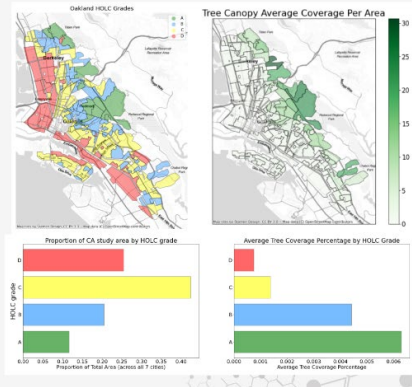 Oakland HOLC Grades
A
B
C
D
Berkeley
Oakland
Tree Canopy Average Coverage Per Area
30
25
20
15
10
5
0
Proportion of CA study area by HOLC grade
HOLC grade
D
C
B
A
0.00 0.05 0.10 0.15 0.20 0.25 0.30 0.35 0.40
Proportion of Total Area (across all 7 cities)
Average Tree Coverage Percentage by HOLC Grade
D
C
B
A
0.000 0.001 0.002 0.003 0.004 0.005 0.006
Average Tree Coverage Percentage